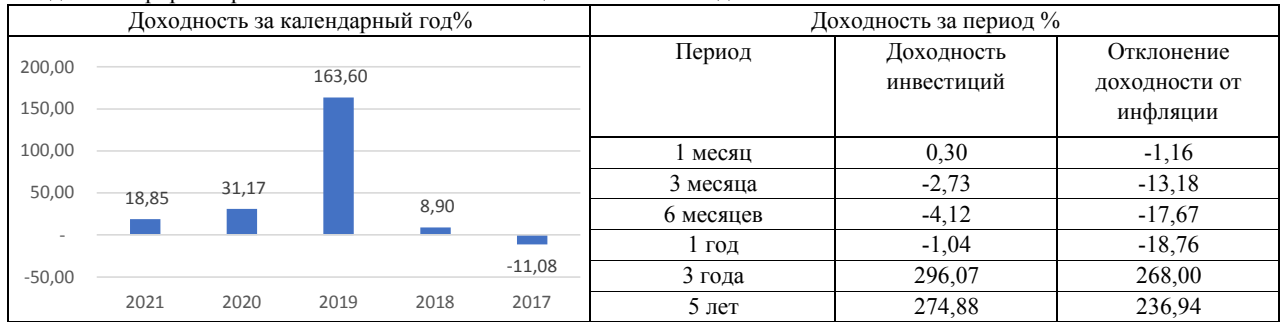 Доходность за календарный год%
Доходность за период %
200,00
150,00
100,00
50,00
-
-50,00
18,85
31,17
163,60
8,90
-11,08
2021 2020 2019 2018 2017
Период Доходность инвестиций Отклонение доходности от инфляции
1 месяц 0,30 -1,16
3 месяца -2,73 -13,18
6 месяцев -4,12 -17,67
1 год -1,04 -18,76
3 года 296,07 268,00
5 лет 274,88 236,94